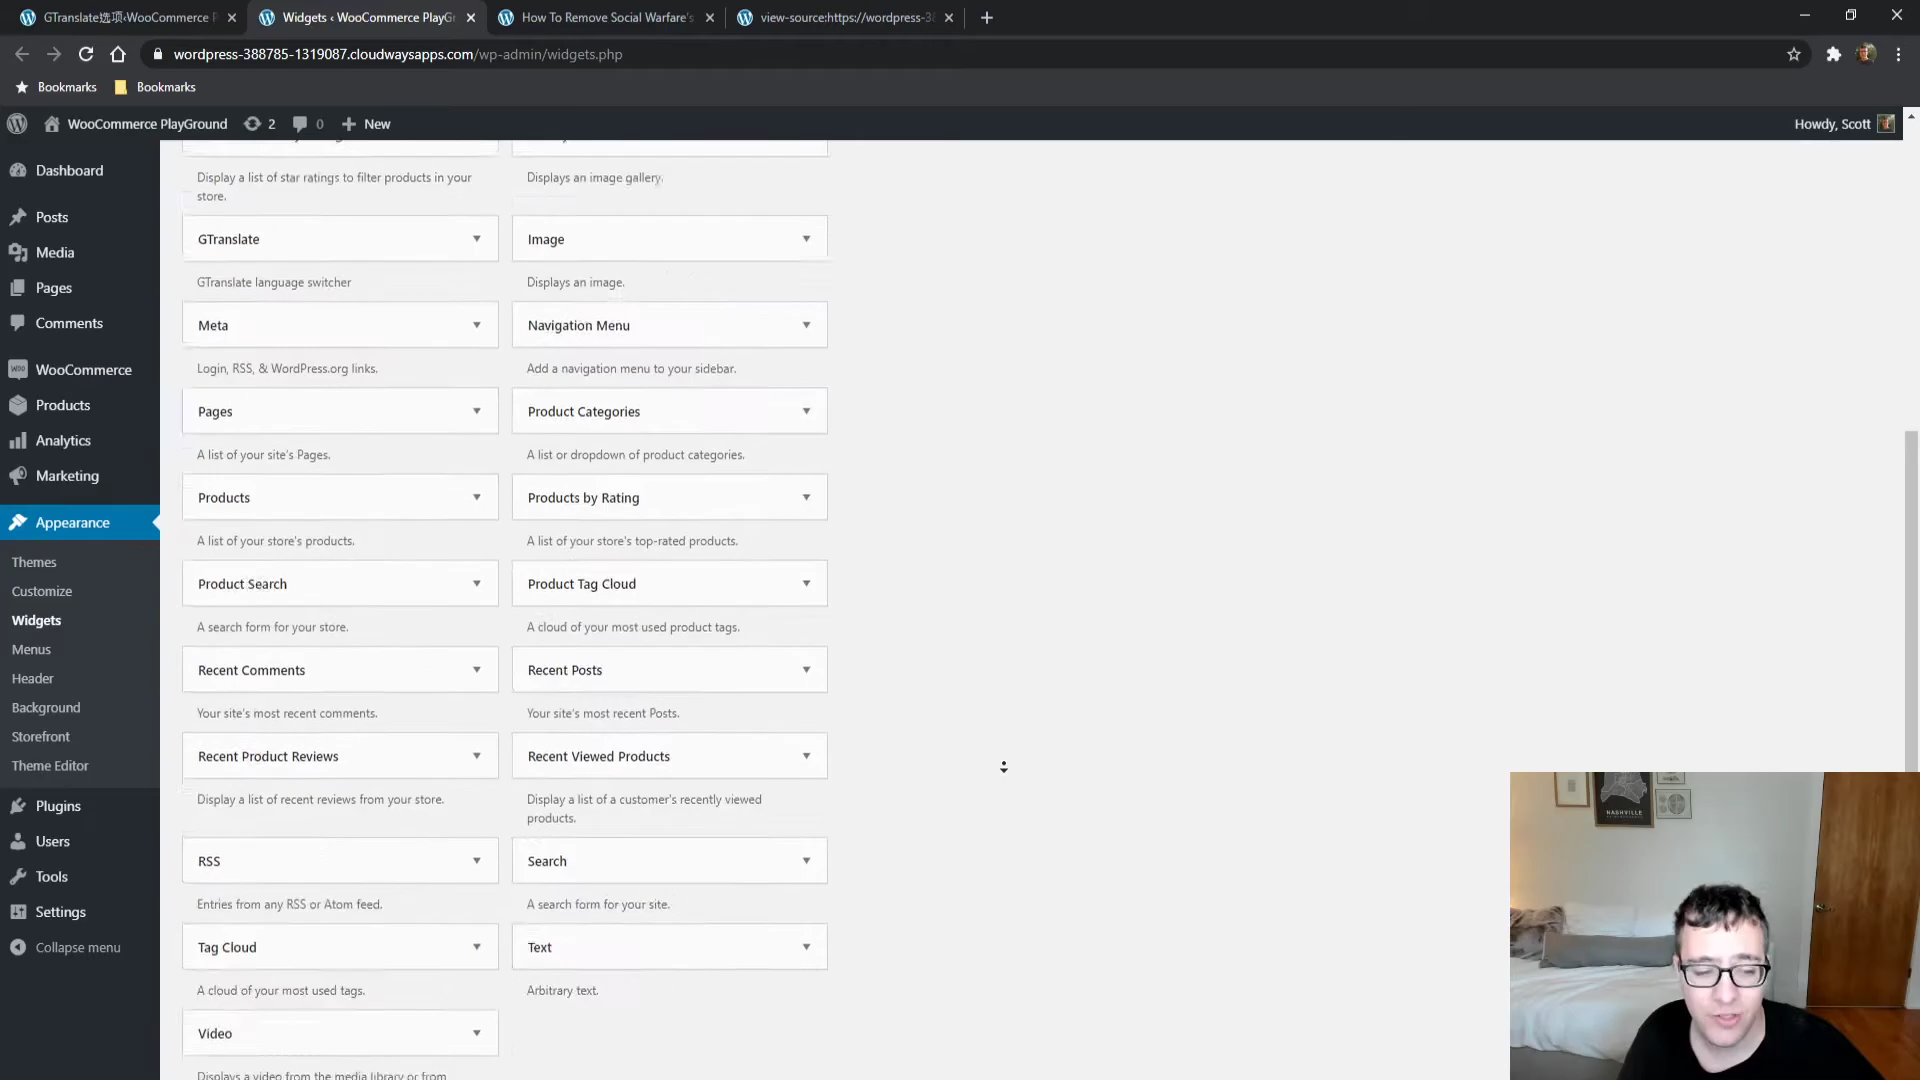 GTranslate选项‹WooCommerce P
Widgets ‹ WooCommerce PlayGr
How To Remove Social Warfare's
view-source:https://wordpress-38
wordpress-388785-1319087.cloudwaysapps.com/wp-admin/widgets.php
Bookmarks
Bookmarks
WooCommerce PlayGround
2
0
New
Howdy, Scott
Dashboard
Posts
Media
Pages
Comments
WooCommerce
Products
Analytics
Marketing
Appearance
Themes
Customize
Widgets
Menus
Header
Background
Storefront
Theme Editor
Plugins
Users
Tools
Settings
Collapse menu
Display a list of star ratings to filter products in your
store.
Displays an image gallery.
GTranslate
Image
GTranslate language switcher
Displays an image.
Meta
Navigation Menu
Login, RSS, & WordPress.org links.
Add a navigation menu to your sidebar.
Pages
Product Categories
A list of your site's Pages.
A list or dropdown of product categories.
Products
Products by Rating
A list of your store's products.
A list of your store's top-rated products.
Product Search
Product Tag Cloud
A search form for your store.
A cloud of your most used product tags.
Recent Comments
Recent Posts
Your site's most recent comments.
Your site's most recent Posts.
Recent Product Reviews
Recent Viewed Products
Display a list of recent reviews from your store.
Display a list of a customer's recently viewed
products.
RSS
Search
Entries from any RSS or Atom feed.
A search form for your site.
Tag Cloud
Text
A cloud of your most used tags.
Arbitrary text.
Video
Displays a video from the media library or from
NASHVILLE